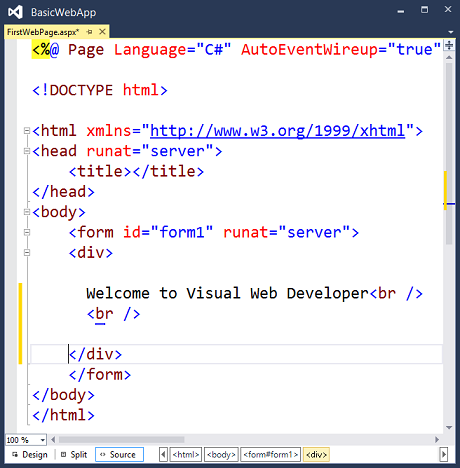 BasicWebApp
FirstWebPage.aspx*
<%@ Page Language="C#" AutoEventWireup="true"
<!DOCTYPE html>
<html xmlns="http://www.w3.org/1999/xhtml">
<head runat="server">
<title></title>
</head>
<body>
<form id="form1" runat="server">
<div>
Welcome to Visual Web Developer<br />
<br />
</div>
</form>
</body>
</html>
100 %
Design Split Source <html> <body> <form#form1> <div>